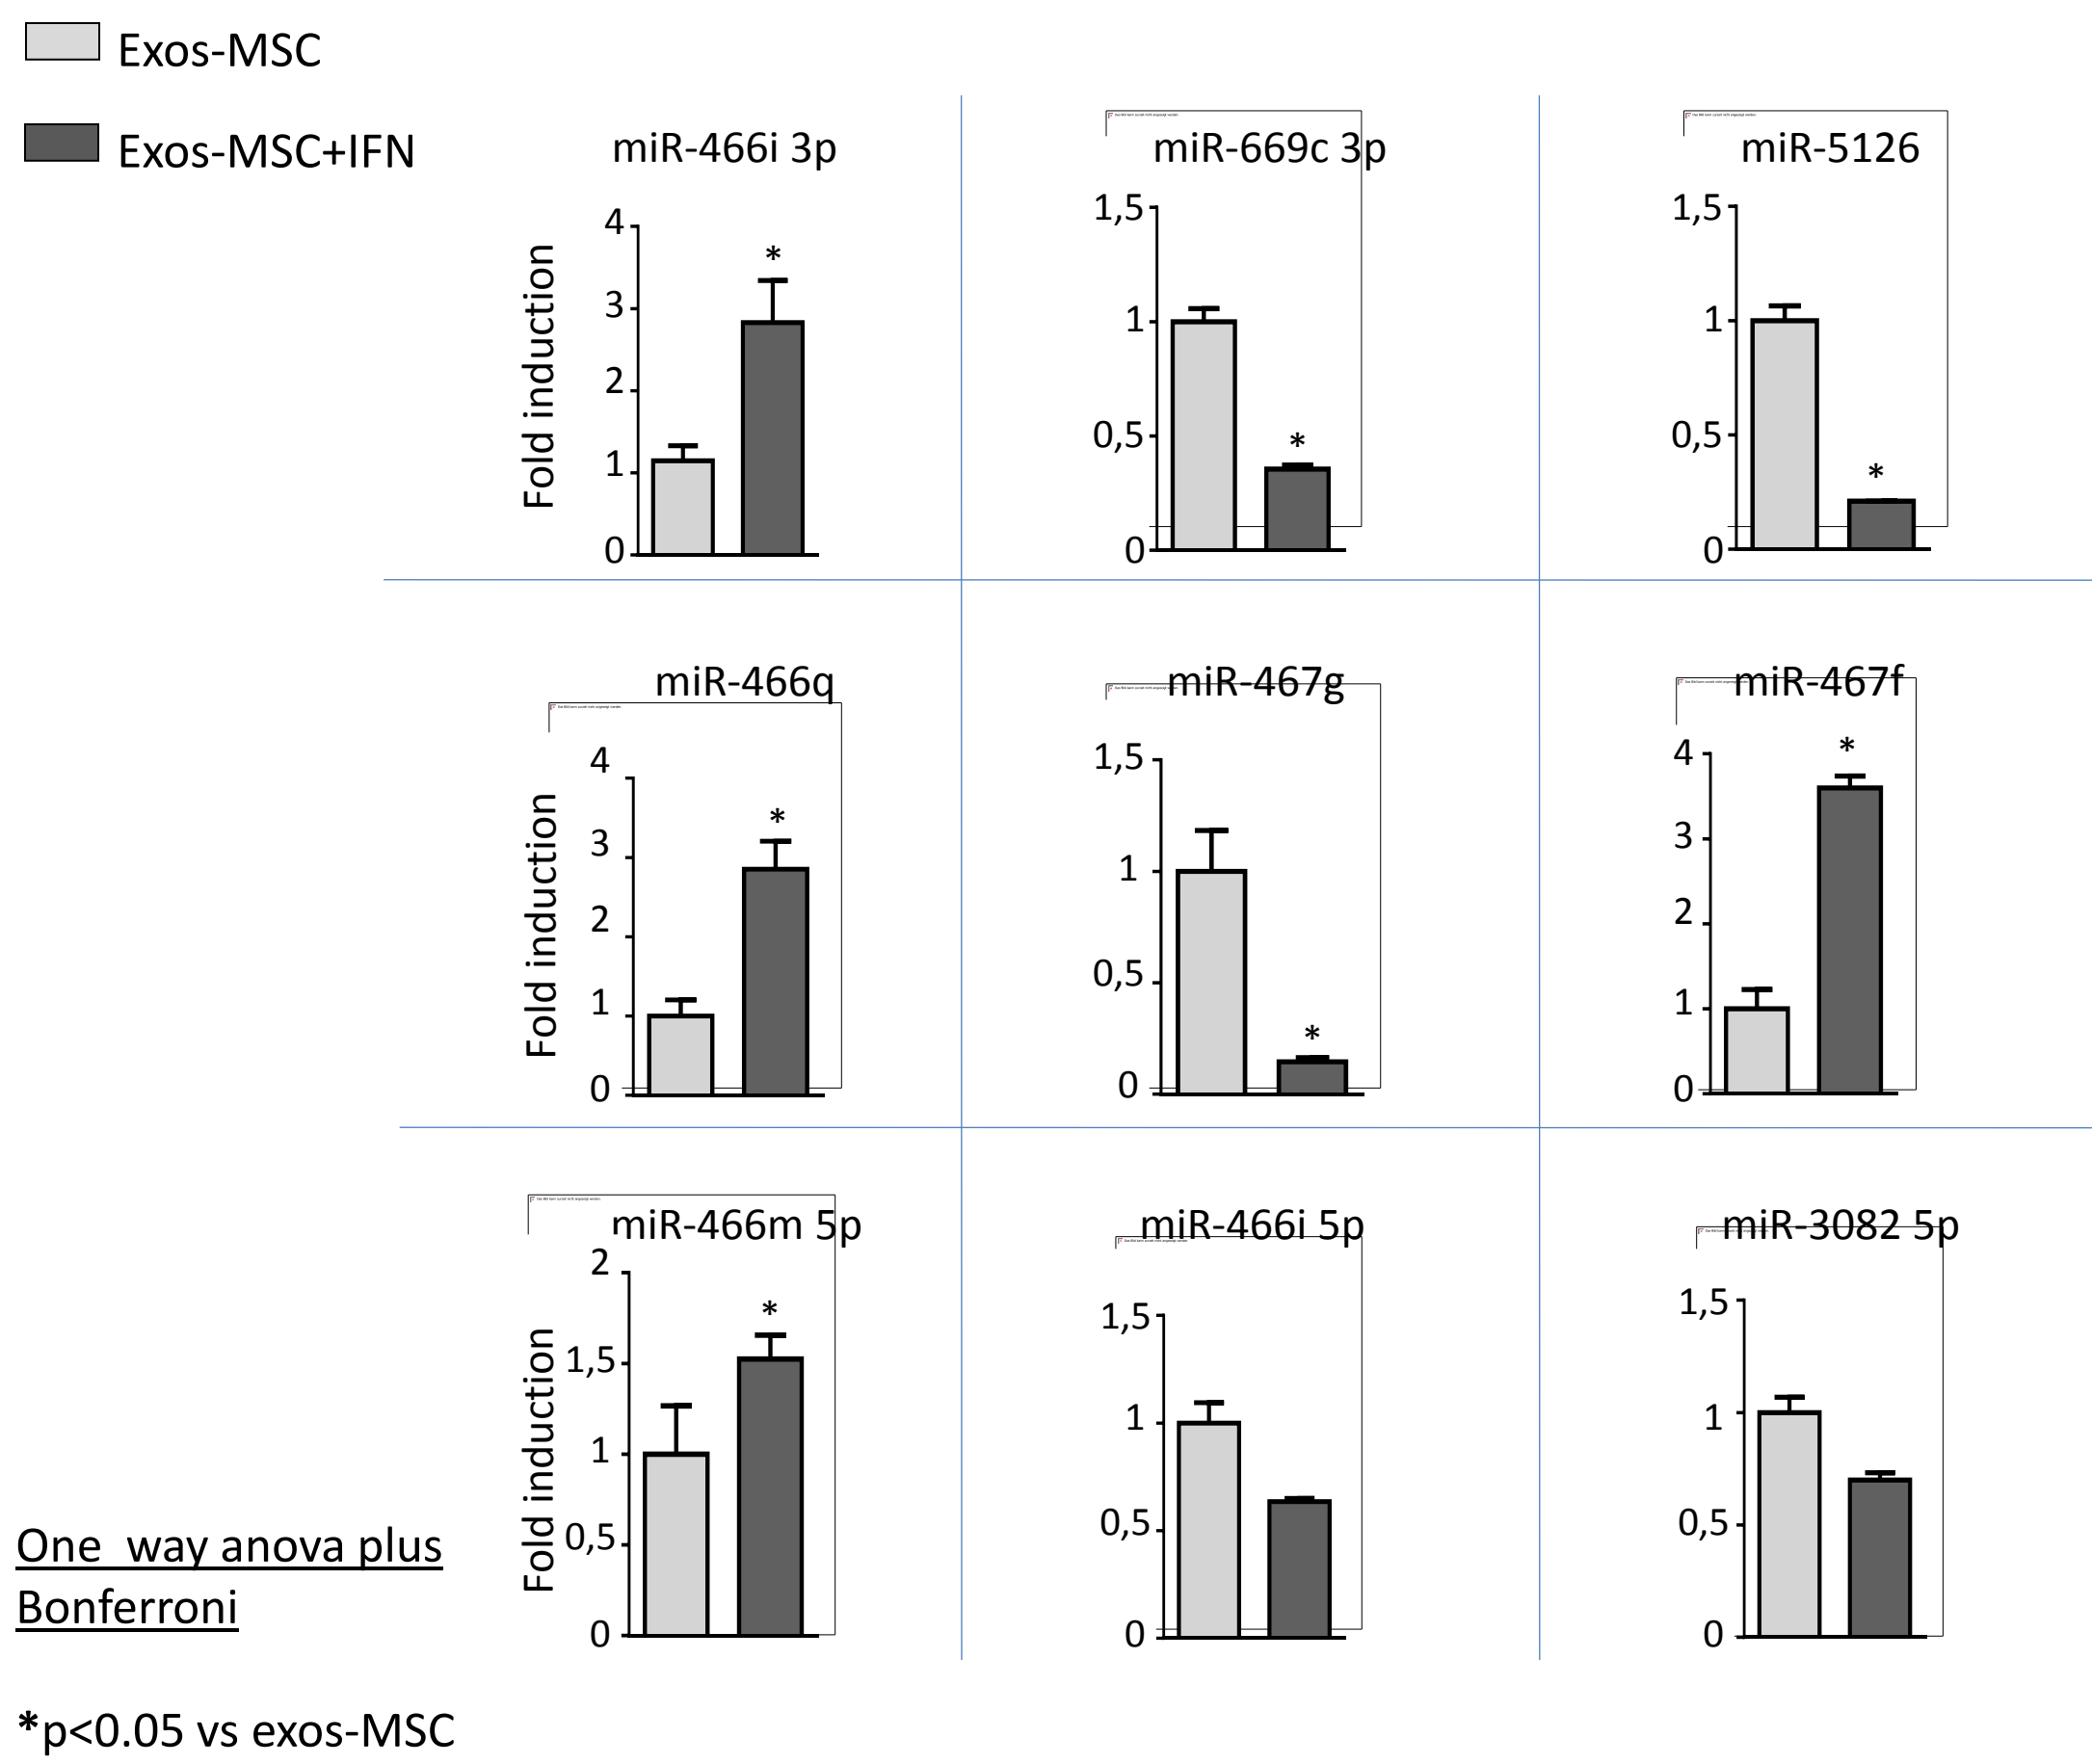 Exos-MSC
Exos-MSC+IFN
miR-466i 3p
Fold induction
4
3
2
1
0
*
miR-669c 3p
1,5
1
0,5
0
*
miR-5126
1,5
1
0,5
0
*
miR-466q
Fold induction
4
3
2
1
0
*
miR-467g
1,5
1
0,5
0
*
miR-467f
4
3
2
1
0
*
miR-466m 5p
Fold induction
2
1,5
1
0,5
0
*
miR-466i 5p
1,5
1
0,5
0
miR-3082 5p
1,5
1
0,5
0
One way anova plus
Bonferroni
*p<0.05 vs exos-MSC